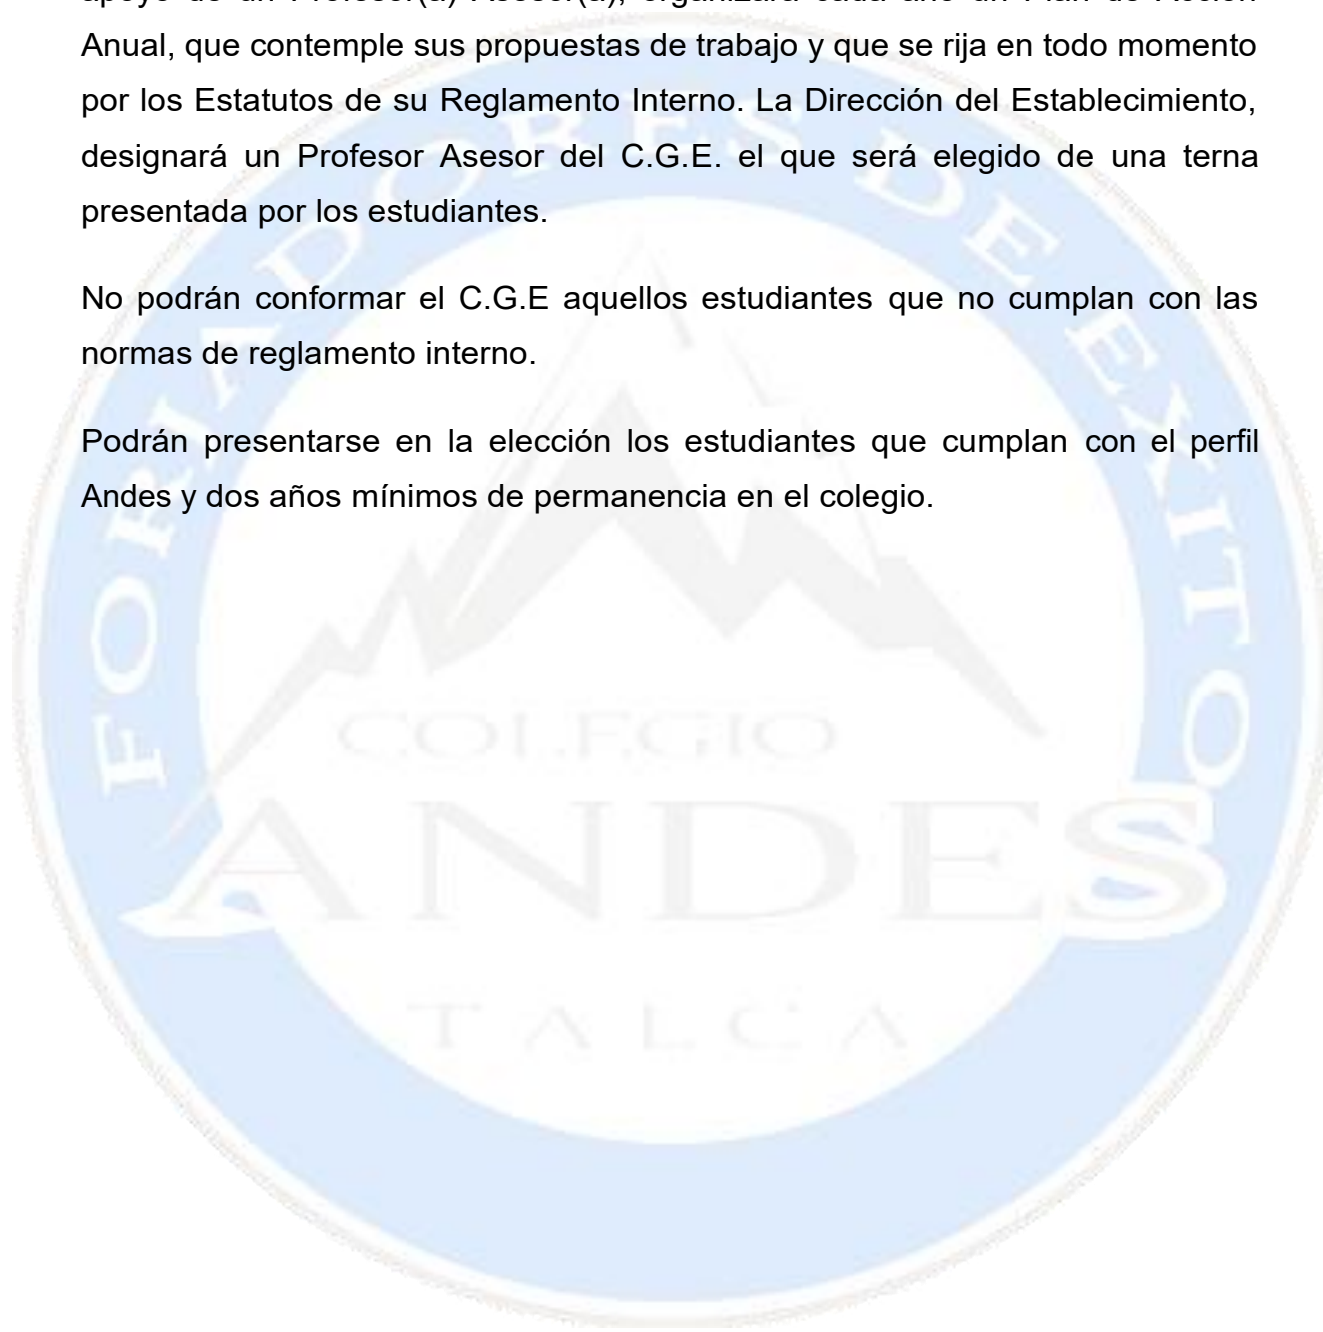 apoyo de un Profesor(a) Asesor(a), organizará cada año un Plan de Acción
Anual, que contemple sus propuestas de trabajo y que se rija en todo momento
por los Estatutos de su Reglamento Interno. La Dirección del Establecimiento,
designará un Profesor Asesor del C.G.E. el que será elegido de una terna
presentada por los estudiantes.
No podrán conformar el C.G.E aquellos estudiantes que no cumplan con las
normas de reglamento interno.
Podrán presentarse en la elección los estudiantes que cumplan con el perfil
Andes y dos años mínimos de permanencia en el colegio.
FORJADORES DE EXITO
COLEGIO
ANDES
TALCA